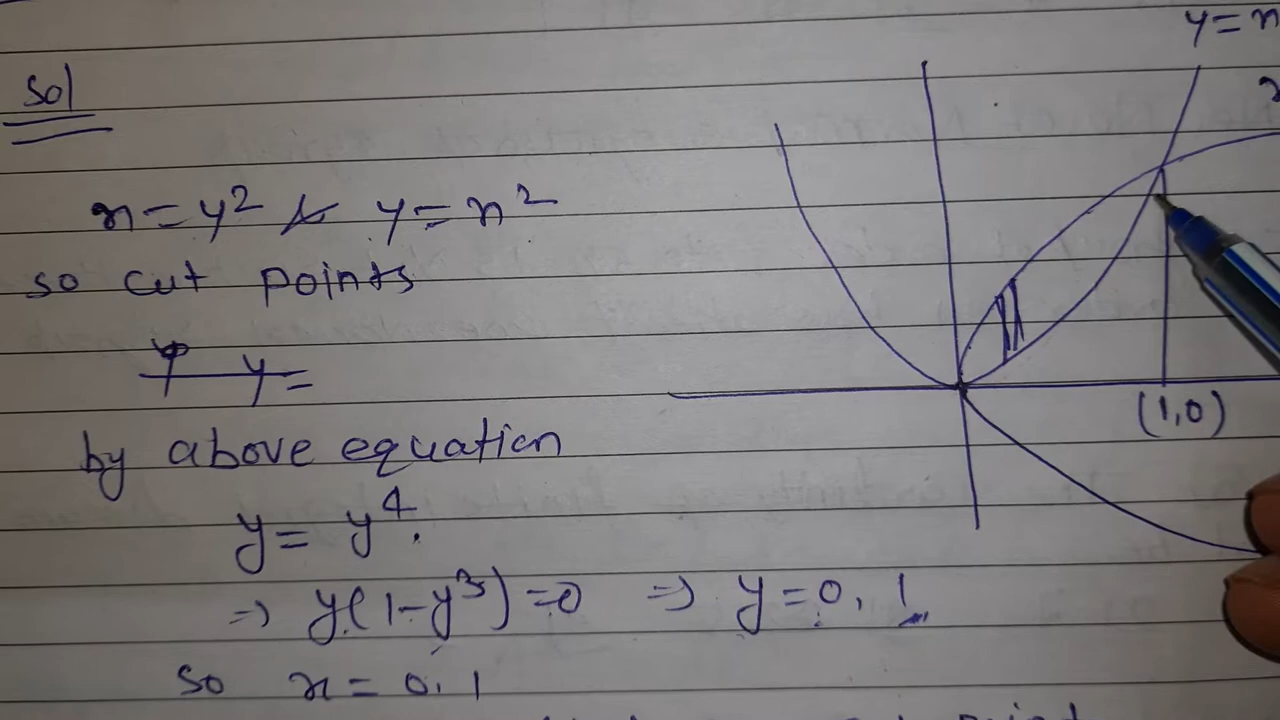 Sol
y=x
x=y² & y=x²
so cut points
y=
by above equation
y=y⁴.
⇒ y(1-y³)=0 ⇒ y=0, 1
So x=0, 1
point
(1,0)